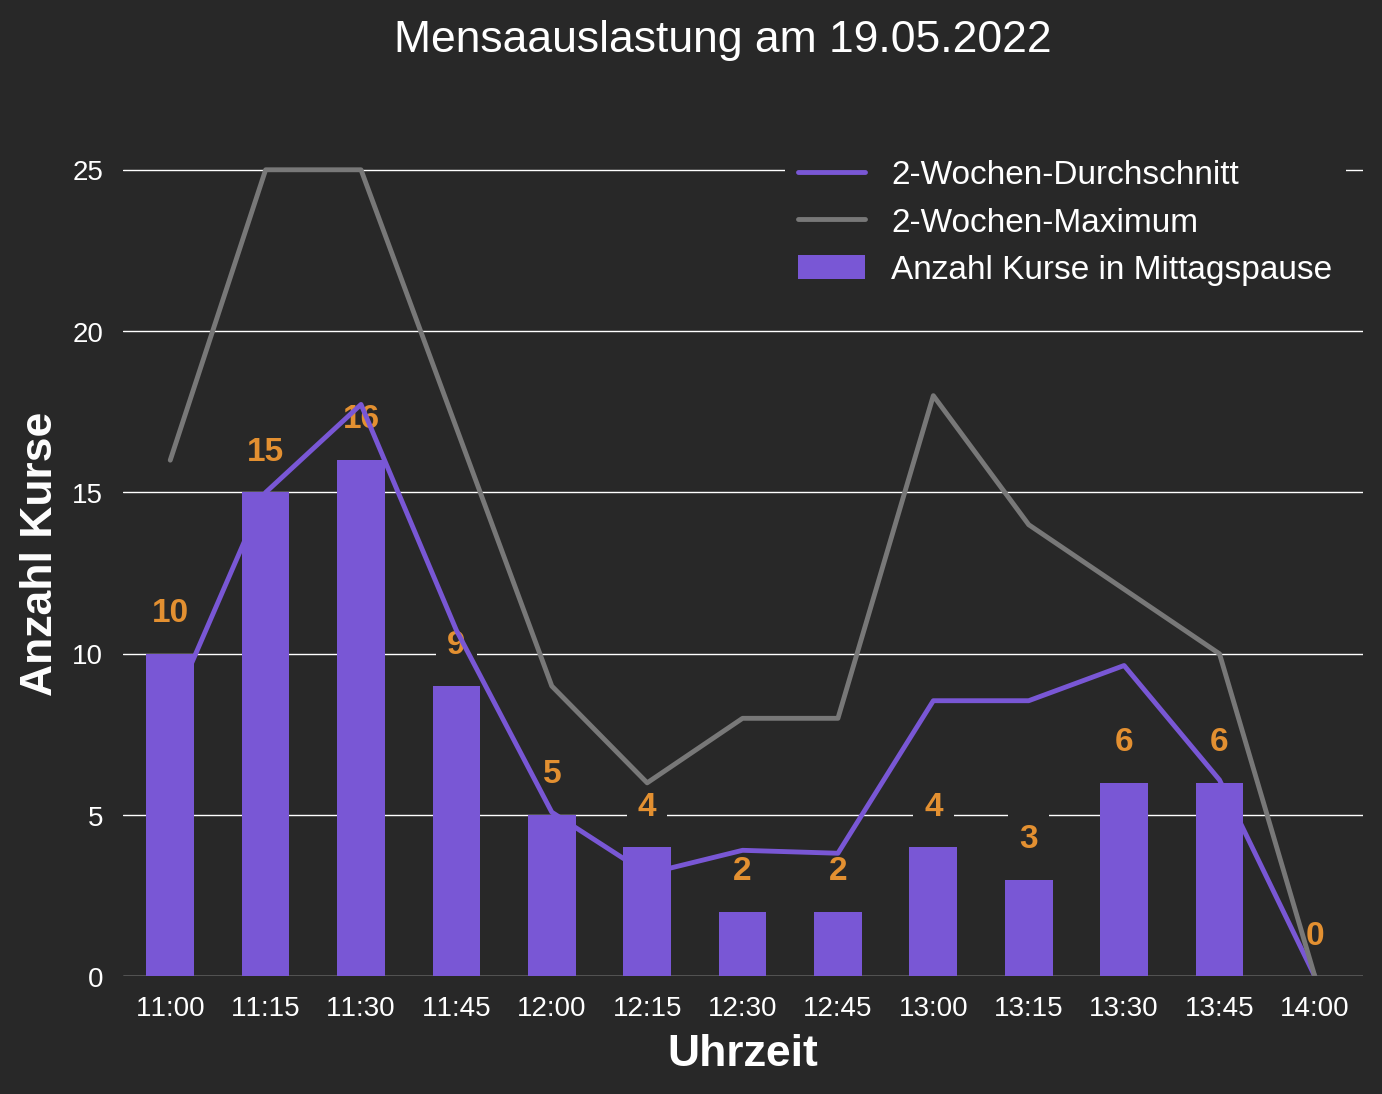 Mensaauslastung am 19.05.2022
2-Wochen-Durchschnitt
2-Wochen-Maximum
Anzahl Kurse in Mittagspause
Anzahl Kurse
25
20
15
10
5
0
10
15
16
9
5
4
2
2
4
3
6
6
0
11:00 11:15 11:30 11:45 12:00 12:15 12:30 12:45 13:00 13:15 13:30 13:45 14:00
Uhrzeit